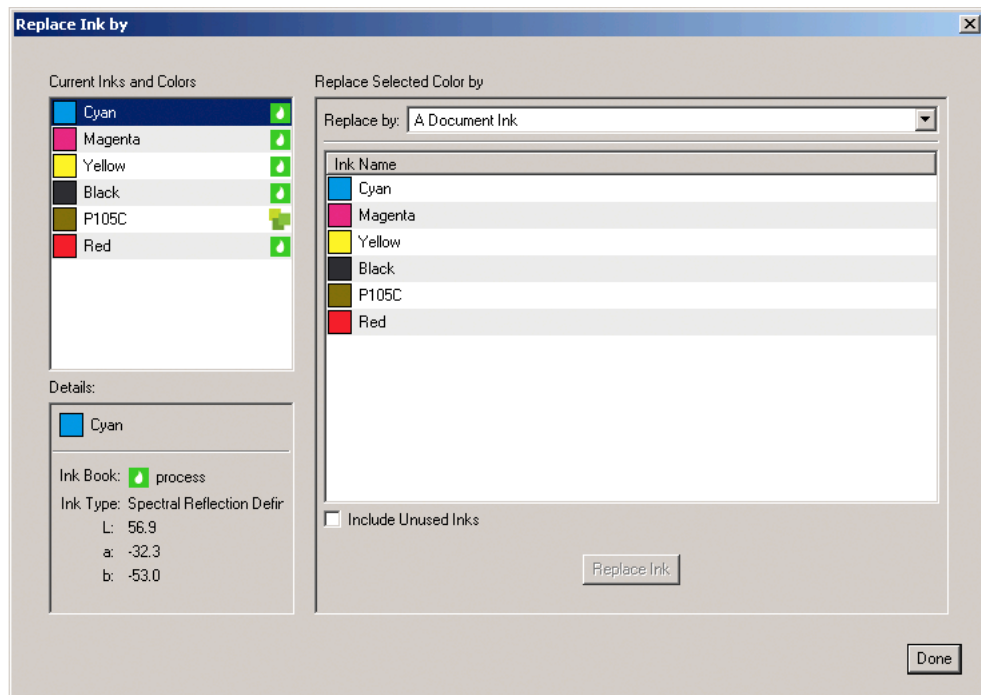 Replace Ink by
Current Inks and Colors
Cyan
Magenta
Yellow
Black
P105C
Red
Details:
Cyan
Ink Book: process
Ink Type: Spectral Reflection Defir
L: 56.9
a: -32.3
b: -53.0
Replace Selected Color by
Replace by: A Document Ink
Ink Name
Cyan
Magenta
Yellow
Black
P105C
Red
Include Unused Inks
Replace Ink
Done